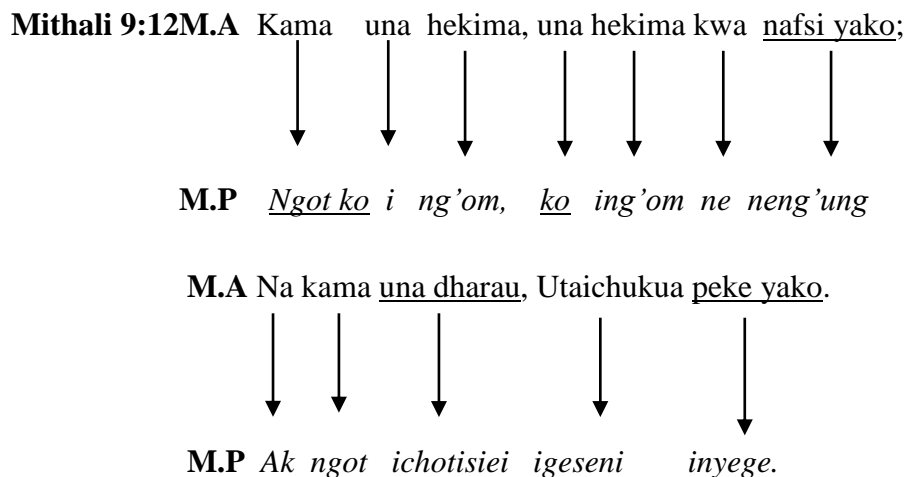 Mithali 9:12M.A Kama una hekima, una hekima kwa nafsi yako;
M.P Ngot ko i ng’om, ko ing’om ne neng’ung
M.A Na kama una dharau, Utaichukua peke yako.
M.P Ak ngot ichotisiei igeseni inyege.